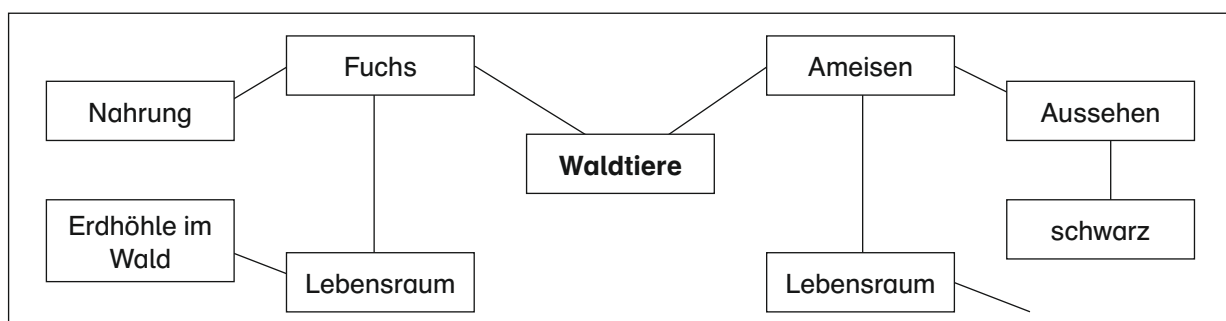 Fuchs
Ameisen
Nahrung
Aussehen
Waldtiere
Erdhöhle im
Wald
schwarz
Lebensraum
Lebensraum